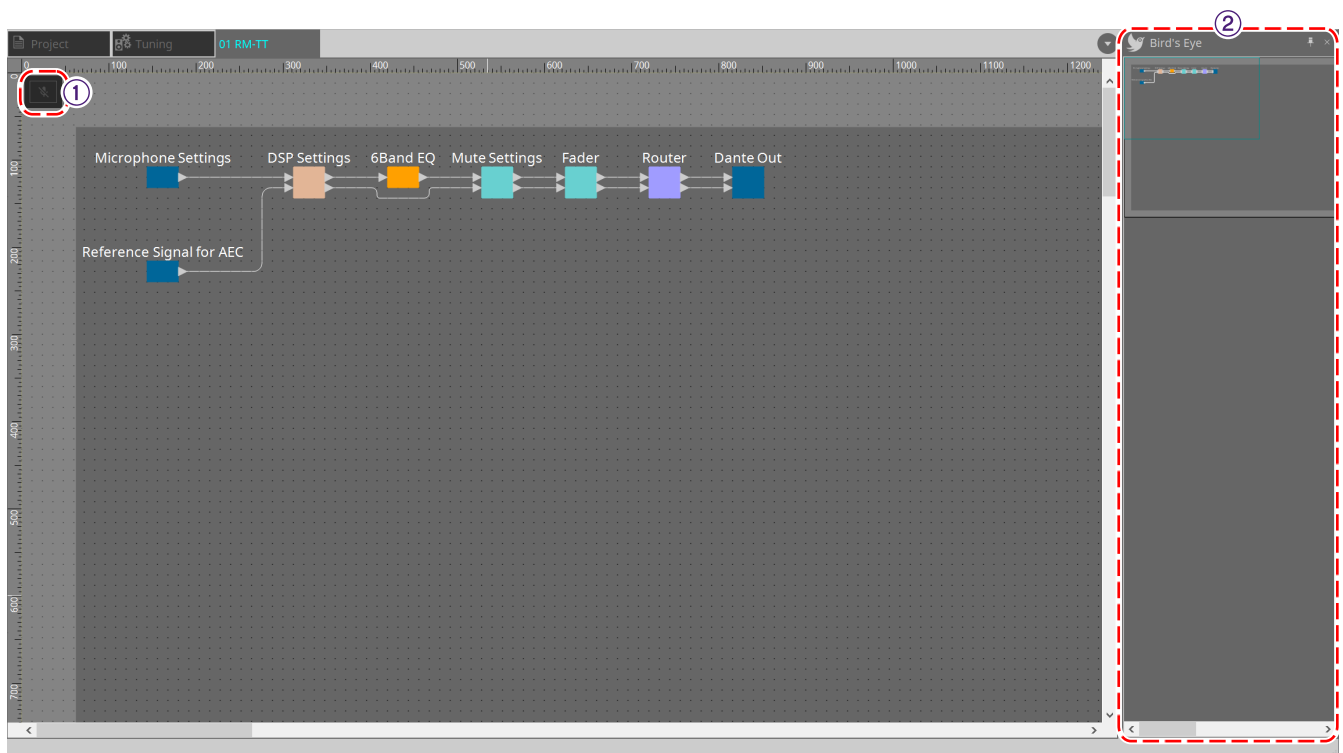 ②
Project
Tuning
01 RM-TT
Bird's Eye
0 100 200 300 400 500 600 700 800 900 1000 1100 1200
0
①
100
200
300
400
500
600
700
Microphone Settings
DSP Settings
6Band EQ
Mute Settings
Fader
Router
Dante Out
Reference Signal for AEC